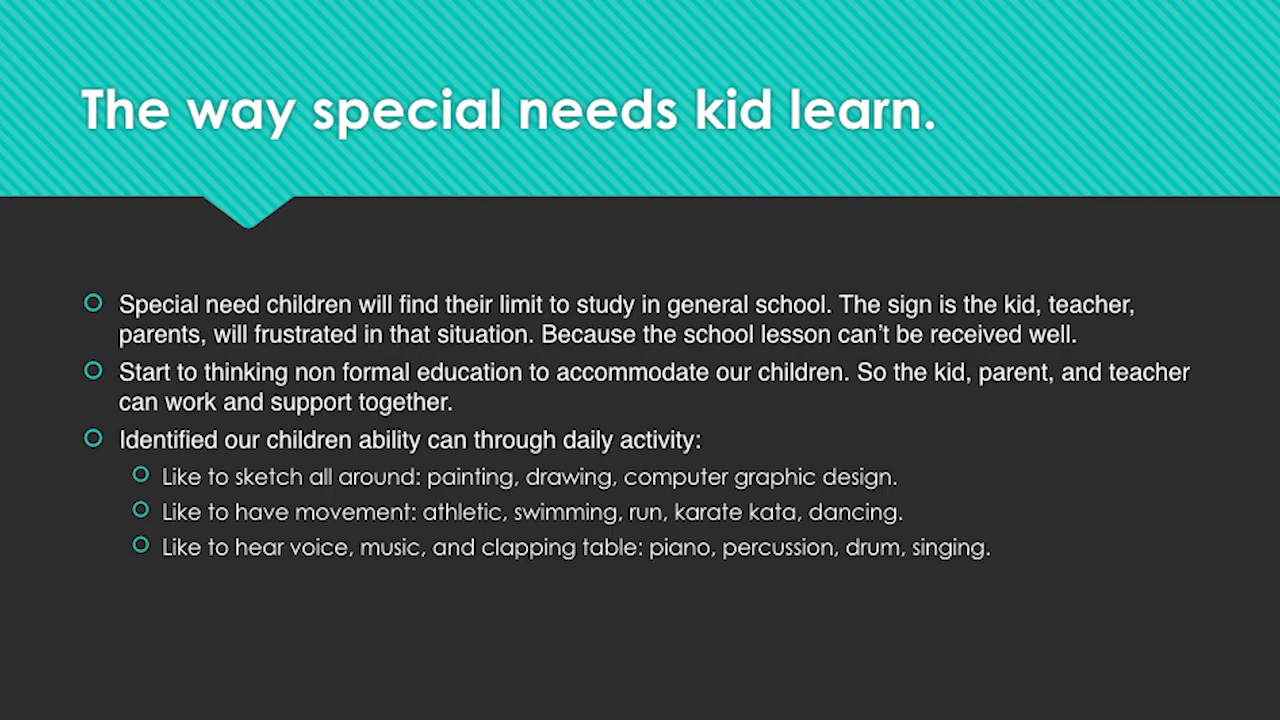 The way special needs kid learn.
Special need children will find their limit to study in general school. The sign is the kid, teacher,
parents, will frustrated in that situation. Because the school lesson can’t be received well.
Start to thinking non formal education to accommodate our children. So the kid, parent, and teacher
can work and support together.
Identified our children ability can through daily activity:
Like to sketch all around: painting, drawing, computer graphic design.
Like to have movement: athletic, swimming, run, karate kata, dancing.
Like to hear voice, music, and clapping table: piano, percussion, drum, singing.